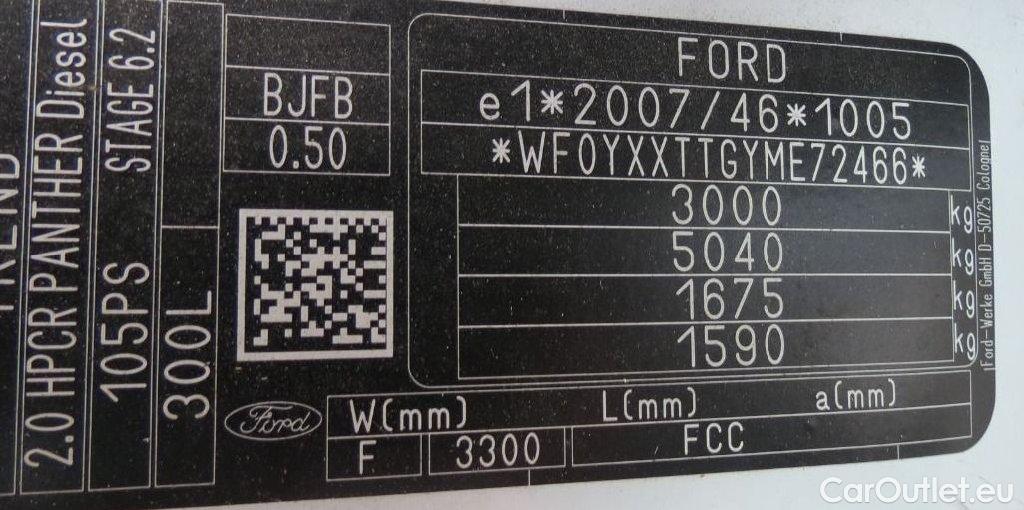 FORD
e1*2007/46*1005
*WF0YXXTTGYME72466*
3000 kg
5040 kg
1675 kg
1590 kg
BJFB
0.50
TREND
2.0 HPCR PANTHER Diesel
105PS STAGE 6.2
300L
Ford
W(mm) L(mm) a(mm)
F 3300 FCC
Ford-Werke GmbH D-50725 Cologne
CarOutlet.eu